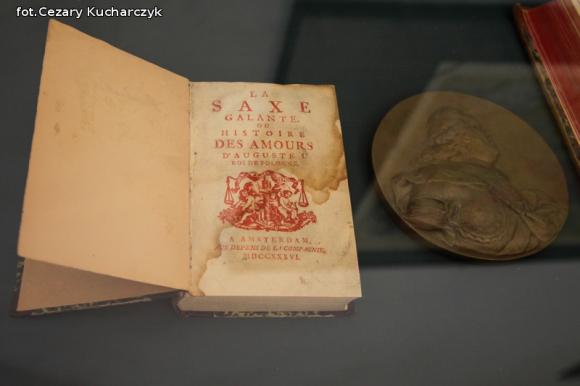 fot.Cezary Kucharczyk
LA
SAXE
GALANTE.
OU
HISTOIRE
DES AMOURS
D'AUGUSTE I.
ROI DE POLOGNE.
A AMSTERDAM,
AUX DEPENS DE LA COMPAGNIE.
MDCCXXXVI.